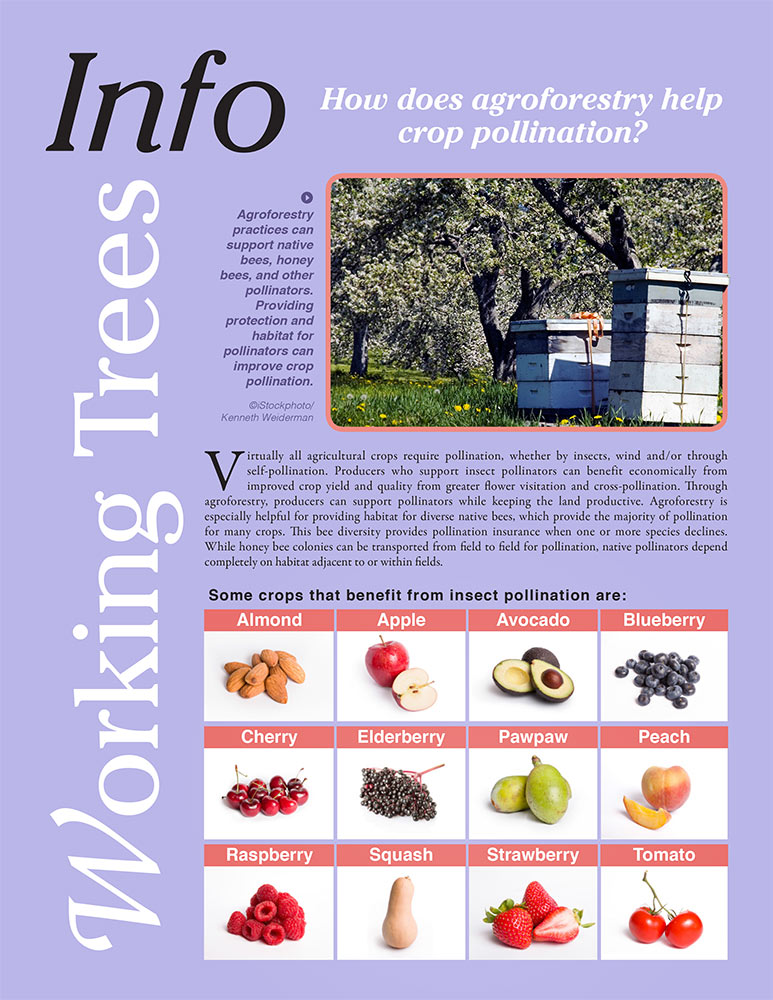 Info
Working Trees
How does agroforestry help
crop pollination?
Agroforestry
practices can
support native
bees, honey
bees, and other
pollinators.
Providing
protection and
habitat for
pollinators can
improve crop
pollination.
©iStockphoto/
Kenneth Weiderman
Virtually all agricultural crops require pollination, whether by insects, wind and/or through
self-pollination. Producers who support insect pollinators can benefit economically from
improved crop yield and quality from greater flower visitation and cross-pollination. Through
agroforestry, producers can support pollinators while keeping the land productive. Agroforestry is
especially helpful for providing habitat for diverse native bees, which provide the majority of pollination
for many crops. This bee diversity provides pollination insurance when one or more species declines.
While honey bee colonies can be transported from field to field for pollination, native pollinators depend
completely on habitat adjacent to or within fields.
Some crops that benefit from insect pollination are:
Almond
Apple
Avocado
Blueberry
Cherry
Elderberry
Pawpaw
Peach
Raspberry
Squash
Strawberry
Tomato